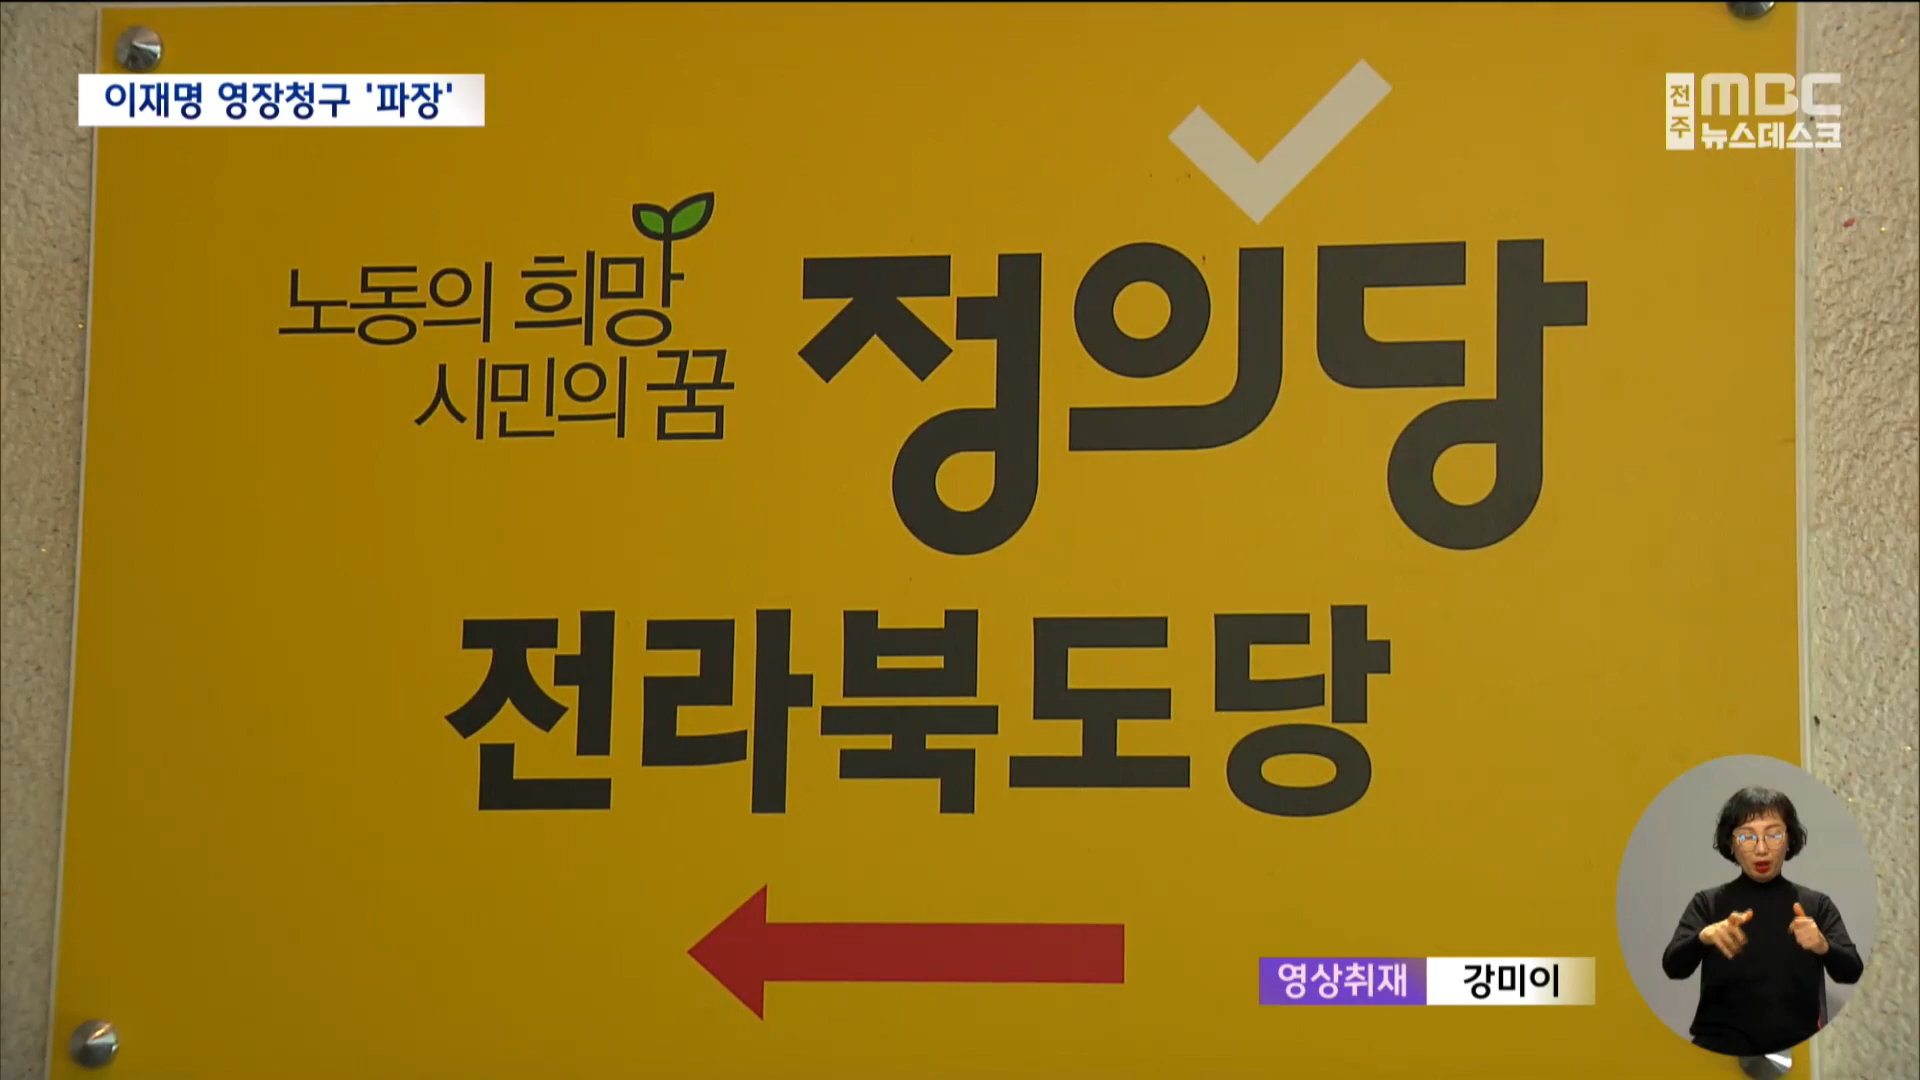 이재명 영장청구 '파장'
전주 MBC
뉴스데스크
노동의 희망
시민의 꿈
정의당
전라북도당
영상취재 강미이